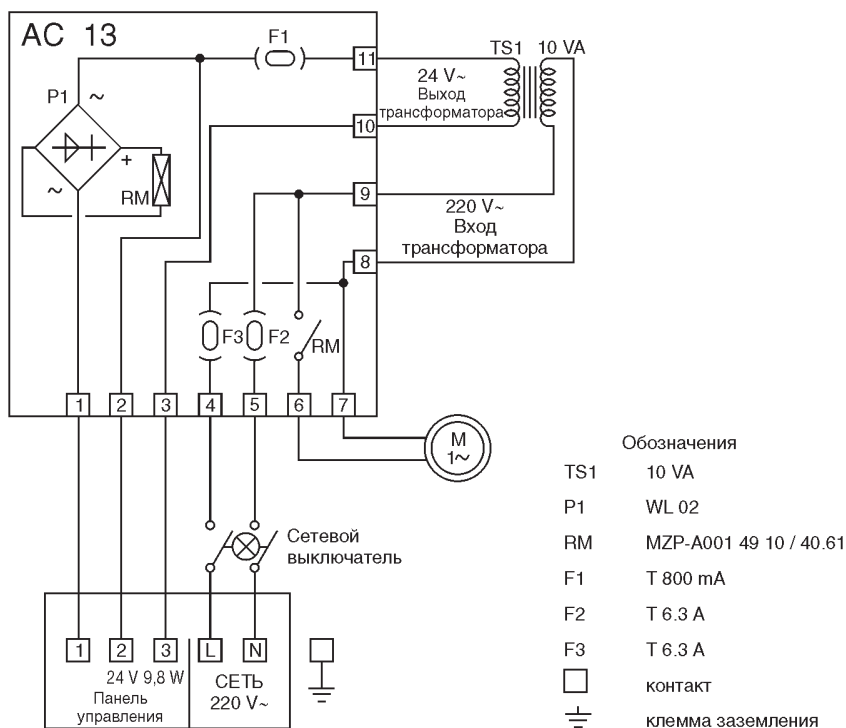 AC 13
F1
11
TS1
10 VA
P1
~
24 V~
Выход
трансформатора
10
+
RM
~
9
220 V~
Вход
трансформатора
8
F3
F2
RM
1
2
3
4
5
6
7
M
1~
Сетевой
выключатель
1
2
3
L
N
24 V 9,8 W
Панель
управления
СЕТЬ
220 V~
Обозначения
TS1 10 VA
P1 WL 02
RM MZP-A001 49 10 / 40.61
F1 T 800 mA
F2 T 6.3 A
F3 T 6.3 A
контакт
клемма заземления